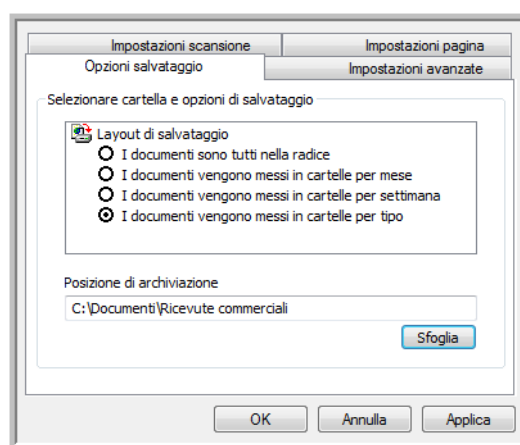 Impostazioni scansione
Impostazioni pagina
Opzioni salvataggio
Impostazioni avanzate
Selezionare cartella e opzioni di salvataggio
Layout di salvataggio
I documenti sono tutti nella radice
I documenti vengono messi in cartelle per mese
I documenti vengono messi in cartelle per settimana
I documenti vengono messi in cartelle per tipo
Posizione di archiviazione
C:\Documenti\Ricevute commerciali
Sfoglia
OK
Annulla
Applica